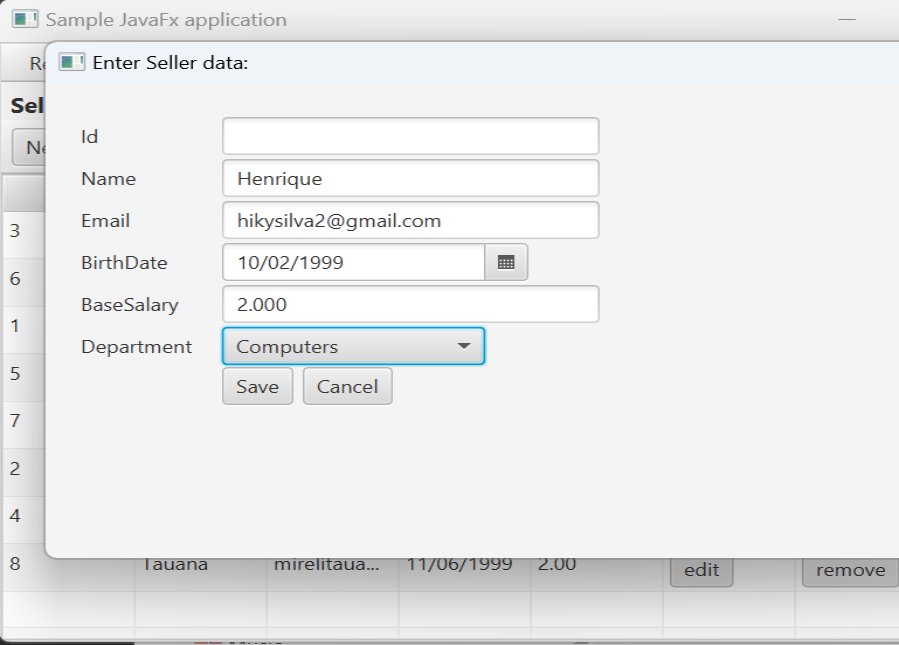 Sample JavaFx application
Enter Seller data:
Sel
Id
Name Henrique
Email hikysilva2@gmail.com
BirthDate 10/02/1999
BaseSalary 2.000
Department Computers
Save Cancel
3
6
1
5
7
2
4
8 Tauana mirelitaua... 11/06/1999 2.00 edit remove